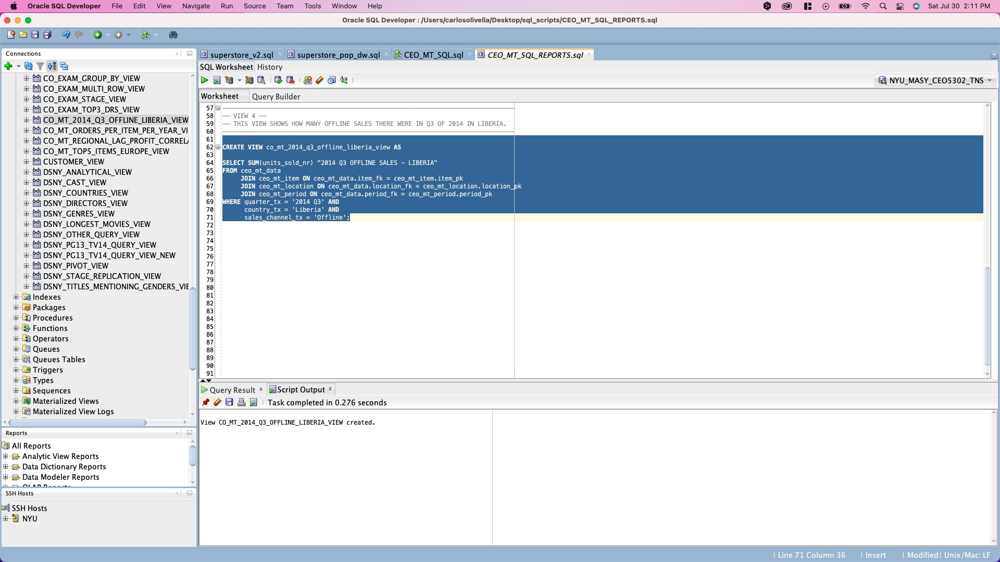 Oracle SQL Developer File Edit View Navigate Run Source Team Tools Window Help Sat Jul 30 2:11 PM
Oracle SQL Developer : /Users/carlosolivella/Desktop/sql_scripts/CEO_MT_SQL_REPORTS.sql
Connections
CO_EXAM_GROUP_BY_VIEW
CO_EXAM_MULTI_ROW_VIEW
CO_EXAM_STAGE_VIEW
CO_EXAM_TOP3_DRS_VIEW
CO_MT_2014_Q3_OFFLINE_LIBERIA_VIEW
CO_MT_ORDERS_PER_ITEM_PER_YEAR_VI
CO_MT_REGIONAL_LAG_PROFIT_CORREL
CO_MT_TOP5_ITEMS_EUROPE_VIEW
CUSTOMER_VIEW
DSNY_ANALYTICAL_VIEW
DSNY_CAST_VIEW
DSNY_COUNTRIES_VIEW
DSNY_DIRECTORS_VIEW
DSNY_GENRES_VIEW
DSNY_LONGEST_MOVIES_VIEW
DSNY_OTHER_QUERY_VIEW
DSNY_PG13_TV14_QUERY_VIEW
DSNY_PG13_TV14_QUERY_VIEW_NEW
DSNY_PIVOT_VIEW
DSNY_STAGE_REPLICATION_VIEW
DSNY_TITLES_MENTIONING_GENDERS_VIE
Indexes
Packages
Procedures
Functions
Operators
Queues
Queues Tables
Triggers
Types
Sequences
Materialized Views
Materialized View Logs
Reports
All Reports
Analytic View Reports
Data Dictionary Reports
Data Modeler Reports
OLAP Reports
SSH Hosts
SSH Hosts
NYU
superstore_v2.sql superstore_pop_dw.sql CEO_MT_SQL.sql CEO_MT_SQL_REPORTS.sql
SQL Worksheet History
NYU_MASY_CEO5302_TNS
Worksheet Query Builder
57 --------------------------------------------------------------------------------
58 -- VIEW 4 --
59 -- THIS VIEW SHOWS HOW MANY OFFLINE SALES THERE WERE IN Q3 OF 2014 IN LIBERIA.
60 --------------------------------------------------------------------------------
61
62 CREATE VIEW co_mt_2014_q3_offline_liberia_view AS
63
64 SELECT SUM(units_sold_nr) "2014 Q3 OFFLINE SALES - LIBERIA"
65 FROM ceo_mt_data
66 JOIN ceo_mt_item ON ceo_mt_data.item_fk = ceo_mt_item.item_pk
67 JOIN ceo_mt_location ON ceo_mt_data.location_fk = ceo_mt_location.location_pk
68 JOIN ceo_mt_period ON ceo_mt_data.period_fk = ceo_mt_period.period_pk
69 WHERE quarter_tx = '2014 Q3' AND
70 country_tx = 'Liberia' AND
71 sales_channel_tx = 'Offline';
72
73
74
75
76
77
78
79
80
81
82
83
84
85
86
87
88
89
90
91
Query Result Script Output
Task completed in 0.276 seconds
View CO_MT_2014_Q3_OFFLINE_LIBERIA_VIEW created.
Line 71 Column 36 Insert Modified Unix/Mac: LF